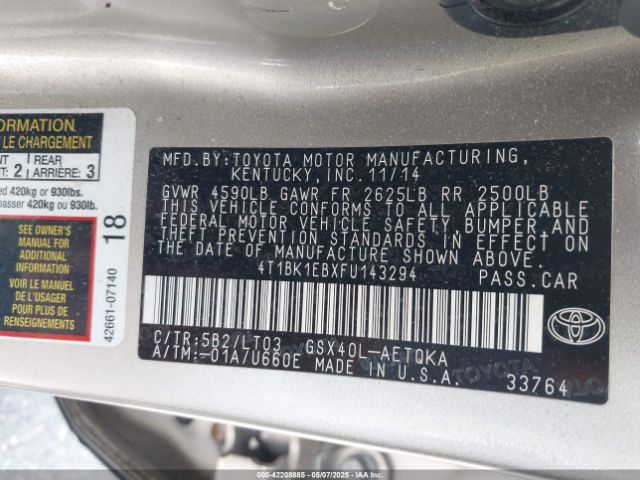 ORMATION
LE CHARGEMENT
NT 2 REAR ARRIÈRE: 3
ed 420kg or 930lbs.
passer 420kg ou 930lb.
SEE OWNER'S
MANUAL FOR
ADDITIONAL
INFORMATION
VOIR LE MANUEL
DE L'USAGER
POUR PLUS DE
RENSEIGNEMENTS
18
42661-07140
MFD.BY:TOYOTA MOTOR MANUFACTURING,
KENTUCKY, INC. 11/14
GVWR 4590LB GAWR FR 2625LB RR 2500LB
THIS VEHICLE CONFORMS TO ALL APPLICABLE
FEDERAL MOTOR VEHICLE SAFETY,BUMPER,AND
THEFT PREVENTION STANDARDS IN EFFECT ON
THE DATE OF MANUFACTURE SHOWN ABOVE.
4T1BK1EBXFU143294 PASS.CAR
C/TR:5B2/LT03 GSX40L-AETQKA
A/TM:-01A/U660E MADE IN U.S.A.
33764
TOYOTA
000-42208885 - 05/07/2025 - IAAI.COM